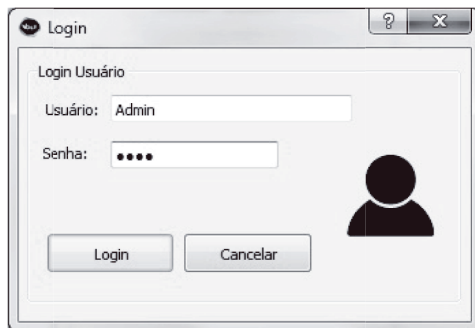 Login
Login Usuário
Usuário: Admin
Senha: ••••
Login Cancelar